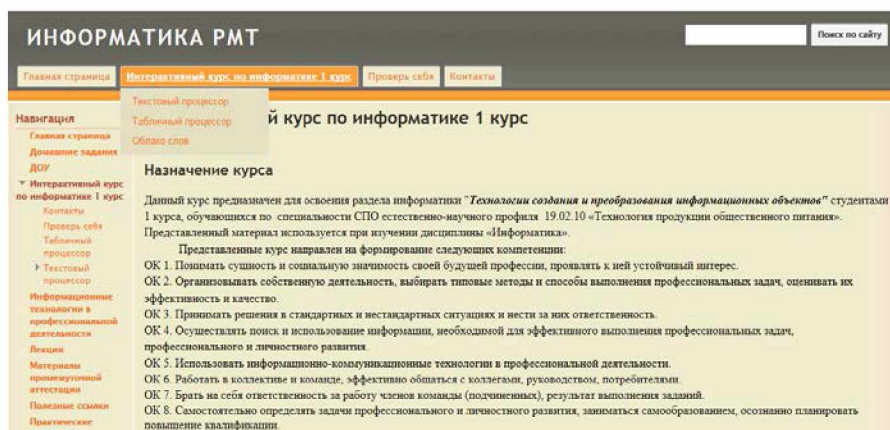 ИНФОРМАТИКА РМТ
Поиск по сайту
Главная страница
Интерактивный курс по информатике 1 курс
Проверь себя
Контакты
Текстовый процессор
Табличный процессор
Облако слов
й курс по информатике 1 курс
Навигация
Главная страница
Домашние задания
ДОУ
Интерактивный курс
по информатике 1 курс
Контакты
Проверь себя
Табличный
процессор
Текстовый
процессор
Информационные
технологии в
профессиональной
деятельности
Лекции
Материалы
промежуточной
аттестации
Полезные ссылки
Практические
Назначение курса
Данный курс предназначен для освоения раздела информатики "Технологии создания и преобразования информационных объектов" студентами
1 курса, обучающихся по специальности СПО естественно-научного профиля 19.02.10 «Технология продукции общественного питания».
Представленный материал используется при изучении дисциплины «Информатика».
Представленные курс направлен на формирование следующих компетенции:
ОК 1. Понимать сущность и социальную значимость своей будущей профессии, проявлять к ней устойчивый интерес.
ОК 2. Организовывать собственную деятельность, выбирать типовые методы и способы выполнения профессиональных задач, оценивать их
эффективность и качество.
ОК 3. Принимать решения в стандартных и нестандартных ситуациях и нести за них ответственность.
ОК 4. Осуществлять поиск и использование информации, необходимой для эффективного выполнения профессиональных задач,
профессионального и личностного развития.
ОК 5. Использовать информационно-коммуникационные технологии в профессиональной деятельности.
ОК 6. Работать в коллективе и команде, эффективно общаться с коллегами, руководством, потребителями.
ОК 7. Брать на себя ответственность за работу членов команды (подчиненных), результат выполнения заданий.
ОК 8. Самостоятельно определять задачи профессионального и личностного развития, заниматься самообразованием, осознанно планировать
повышение квалификации.